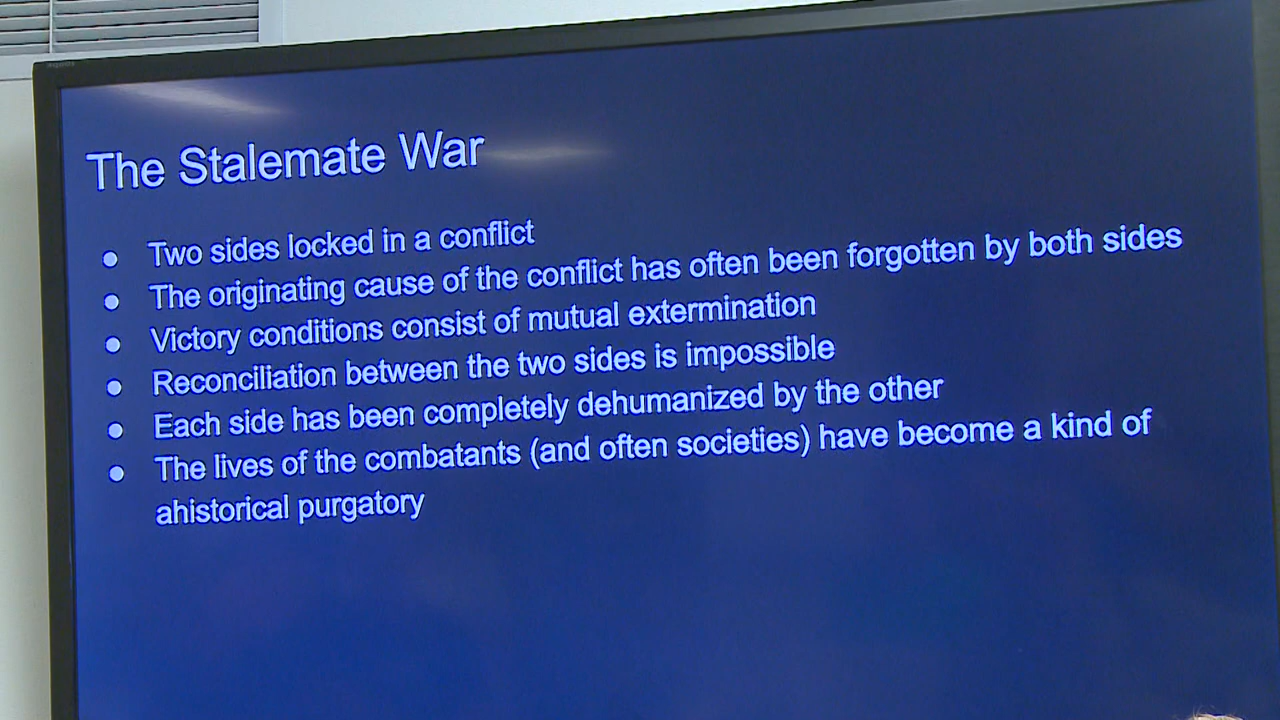 The Stalemate War
● Two sides locked in a conflict
● The originating cause of the conflict has often been forgotten by both sides
● Victory conditions consist of mutual extermination
● Reconciliation between the two sides is impossible
● Each side has been completely dehumanized by the other
● The lives of the combatants (and often societies) have become a kind of
ahistorical purgatory